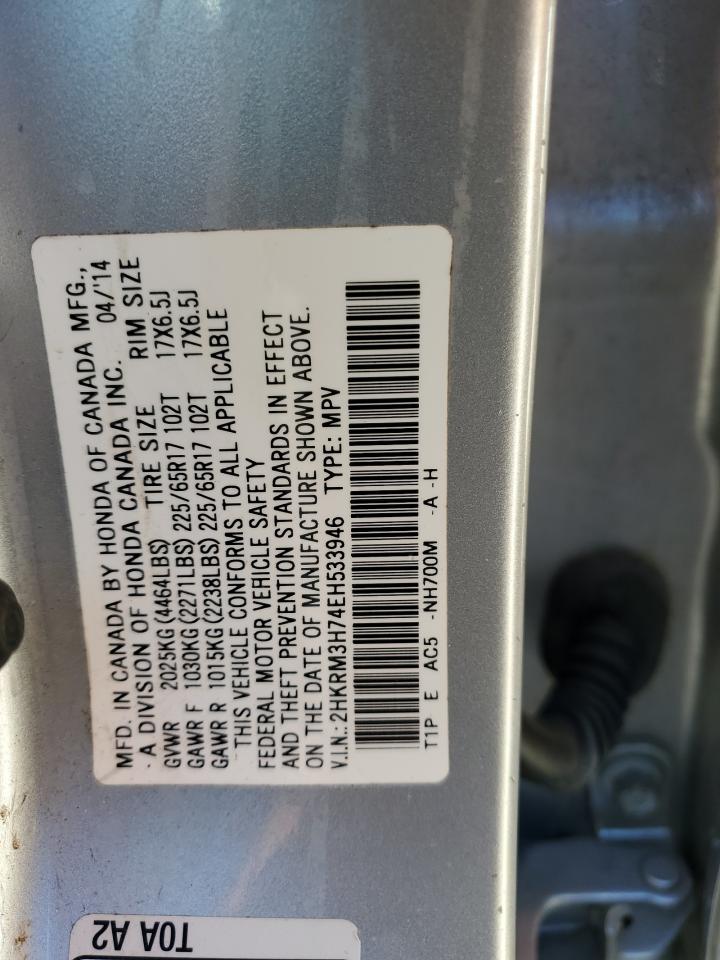 MFD. IN CANADA BY HONDA OF CANADA MFG.,
- A DIVISION OF HONDA CANADA INC. 04/'14
GVWR 2025KG(4464LBS) TIRE SIZE RIM SIZE
GAWR F 1030KG(2271LBS) 225/65R17 102T 17X6.5J
GAWR R 1015KG(2238LBS) 225/65R17 102T 17X6.5J
THIS VEHICLE CONFORMS TO ALL APPLICABLE
FEDERAL MOTOR VEHICLE SAFETY
AND THEFT PREVENTION STANDARDS IN EFFECT
ON THE DATE OF MANUFACTURE SHOWN ABOVE.
V.I.N.: 2HKRM3H74EH533946 TYPE: MPV
T1P E AC5 -NH700M -A -H
T0A A2